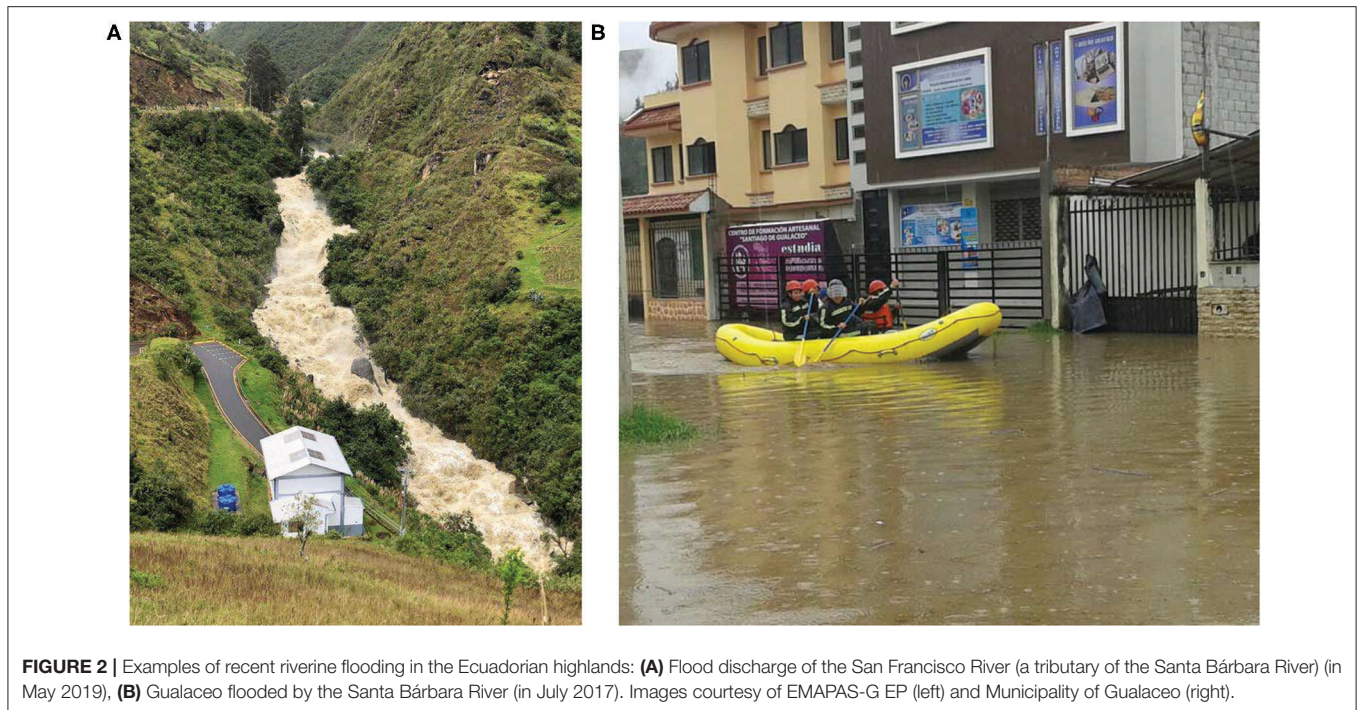 A
B
CENTRO DE FORMACIÓN ARTESANAL
"SANTIAGO DE GUALACEO"
estudia
FIGURE 2 | Examples of recent riverine flooding in the Ecuadorian highlands: (A) Flood discharge of the San Francisco River (a tributary of the Santa Bárbara River) (in
May 2019), (B) Gualaceo flooded by the Santa Bárbara River (in July 2017). Images courtesy of EMAPAS-G EP (left) and Municipality of Gualaceo (right).